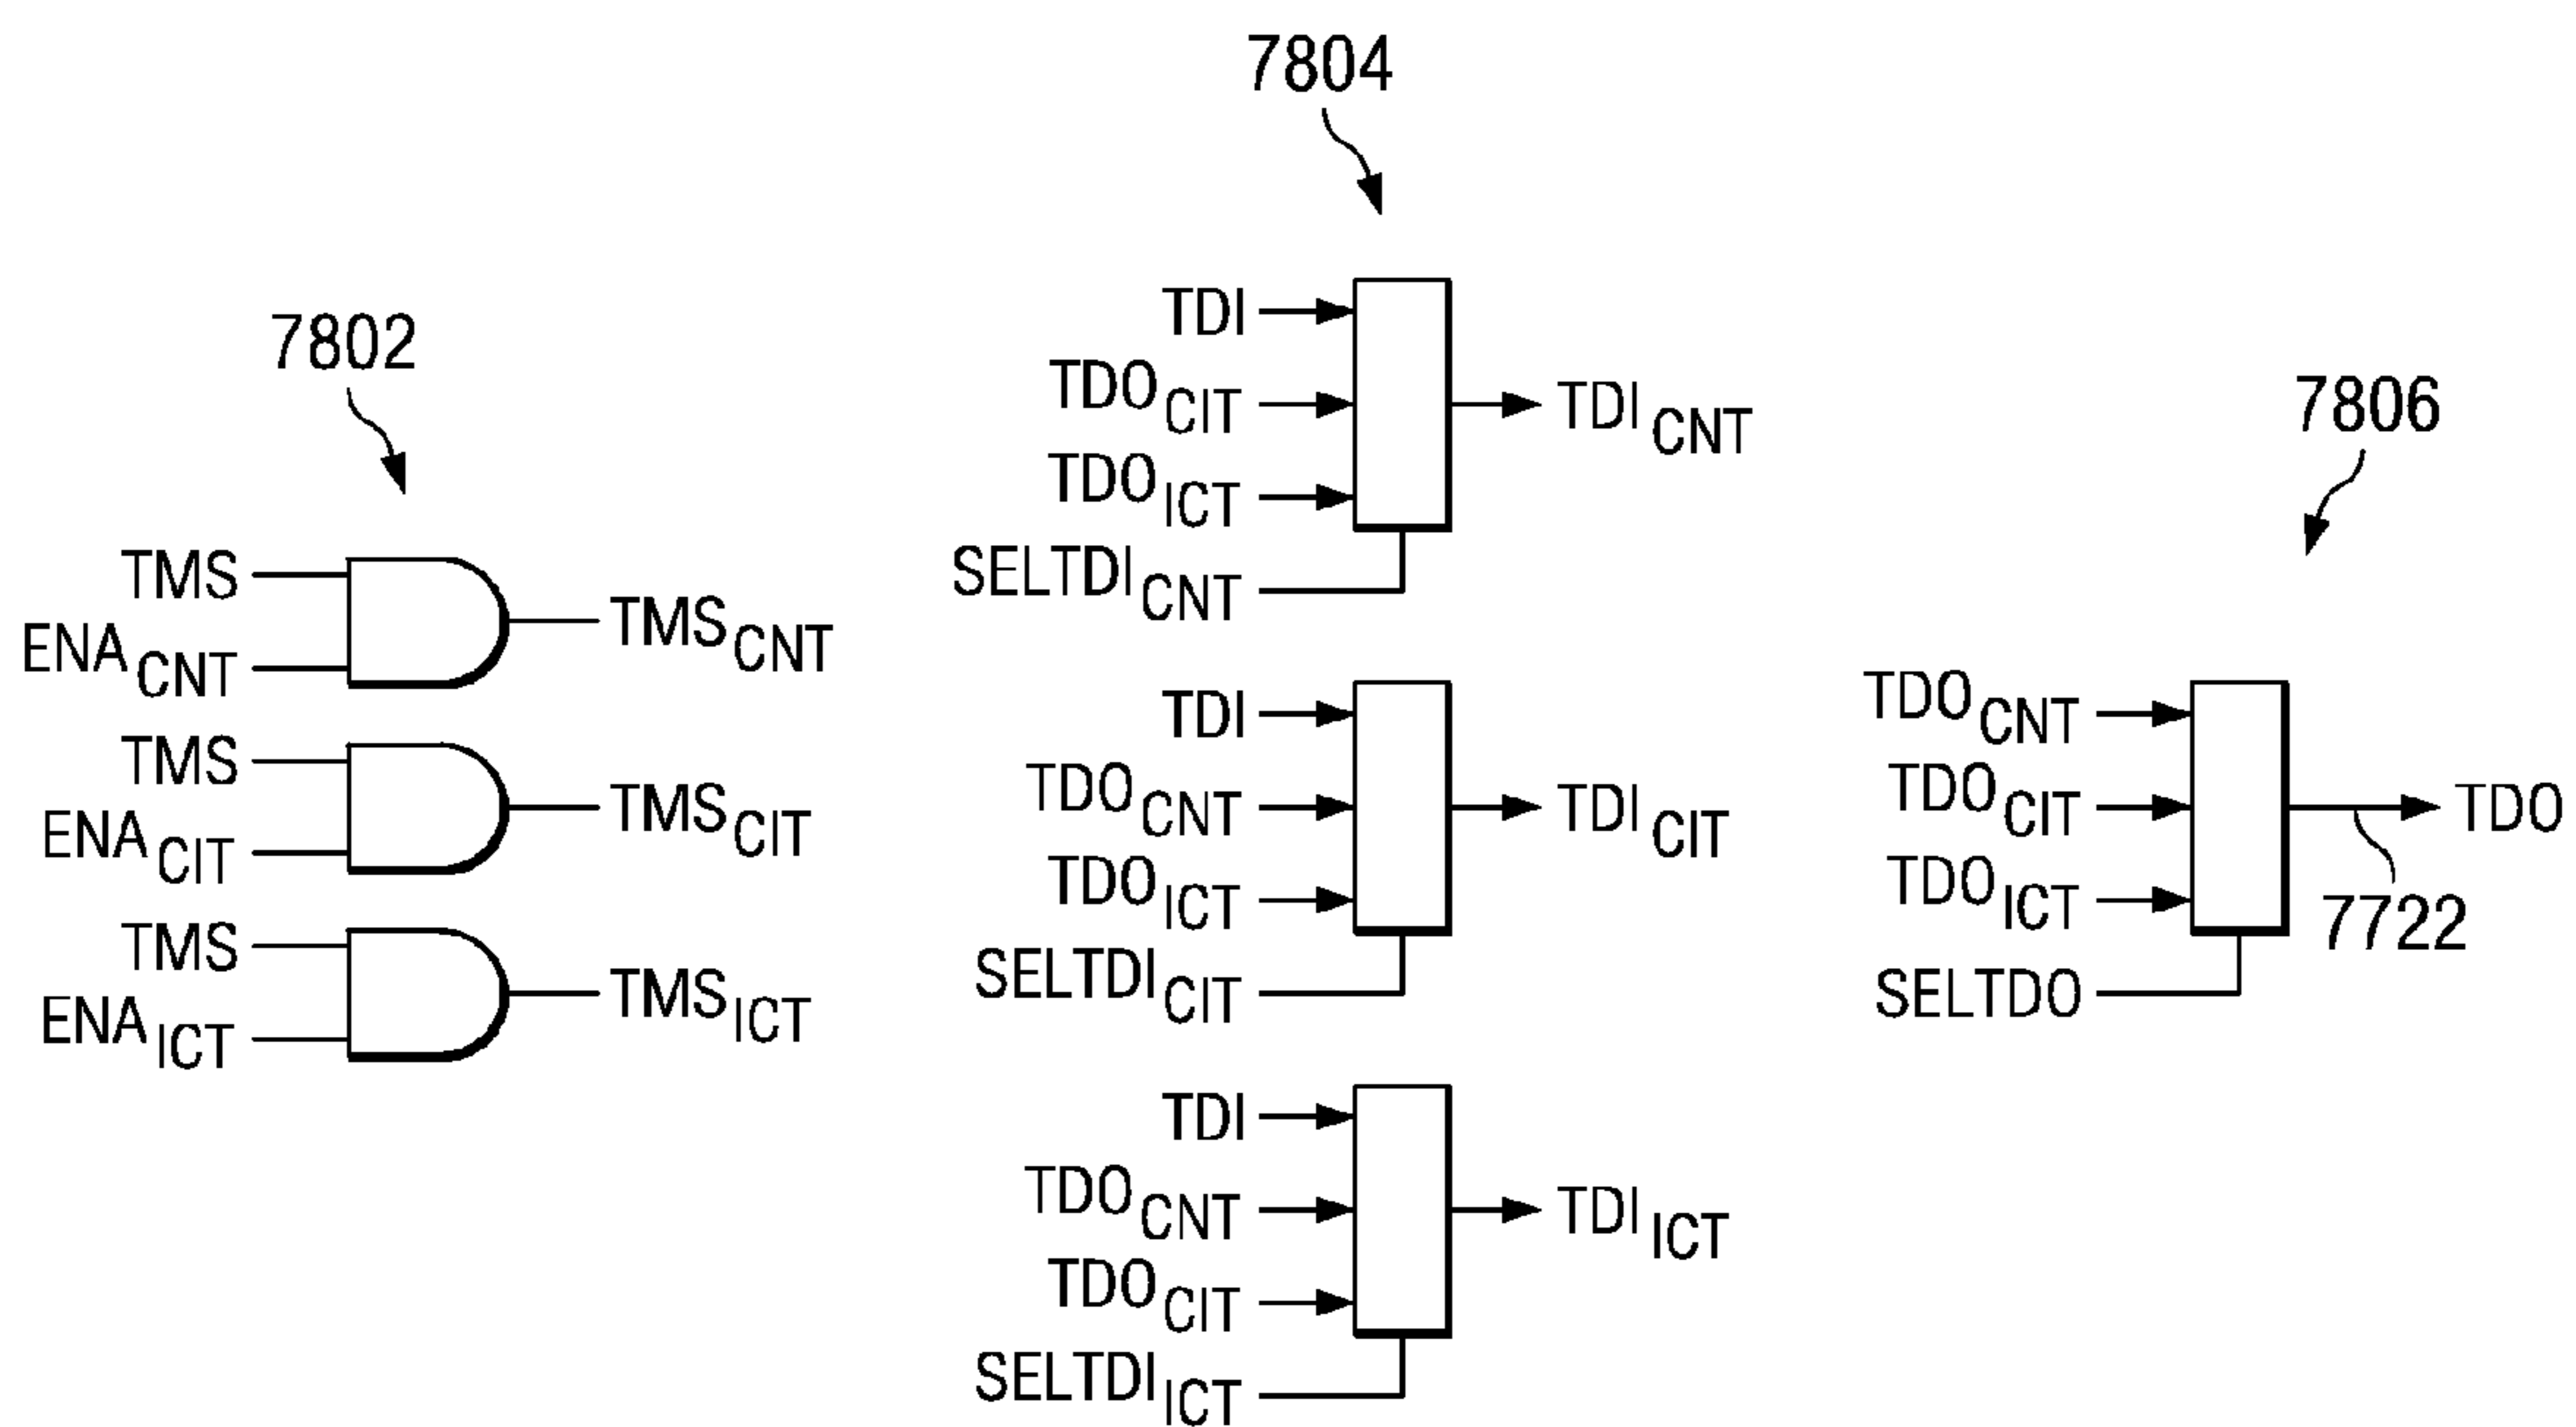 7804
7802
7806
TMS
ENA CNT
TMS CNT
TMS
ENA CIT
TMS CIT
TMS
ENA ICT
TMS ICT
TDI
TDO CIT
TDO ICT
SELTDI CNT
TDI CNT
TDI
TDO CNT
TDO ICT
SELTDI CIT
TDI CIT
TDI
TDO CNT
TDO CIT
SELTDI ICT
TDI ICT
TDO CNT
TDO CIT
TDO ICT
SELTDO
TDO
7722